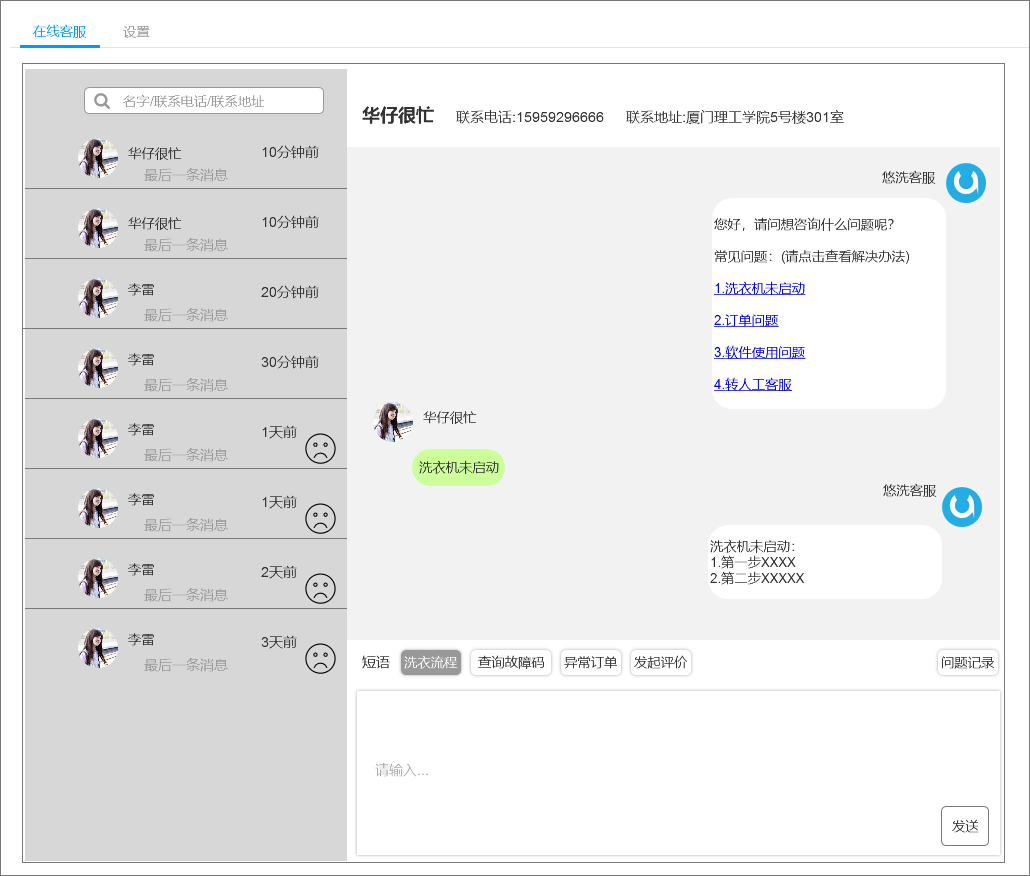 在线客服 设置
名字/联系电话/联系地址
华仔很忙 10分钟前
最后一条消息
华仔很忙 10分钟前
最后一条消息
李雷 20分钟前
最后一条消息
李雷 30分钟前
最后一条消息
李雷 1天前
最后一条消息
李雷 1天前
最后一条消息
李雷 2天前
最后一条消息
李雷 3天前
最后一条消息
华仔很忙 联系电话:15959296666 联系地址:厦门理工学院5号楼301室
悠洗客服
您好，请问想咨询什么问题呢？
常见问题：(请点击查看解决办法)
1.洗衣机未启动
2.订单问题
3.软件使用问题
4.转人工客服
华仔很忙
洗衣机未启动
悠洗客服
洗衣机未启动：
1.第一步XXXX
2.第二步XXXXX
短语 洗衣流程 查询故障码 异常订单 发起评价 问题记录
请输入...
发送